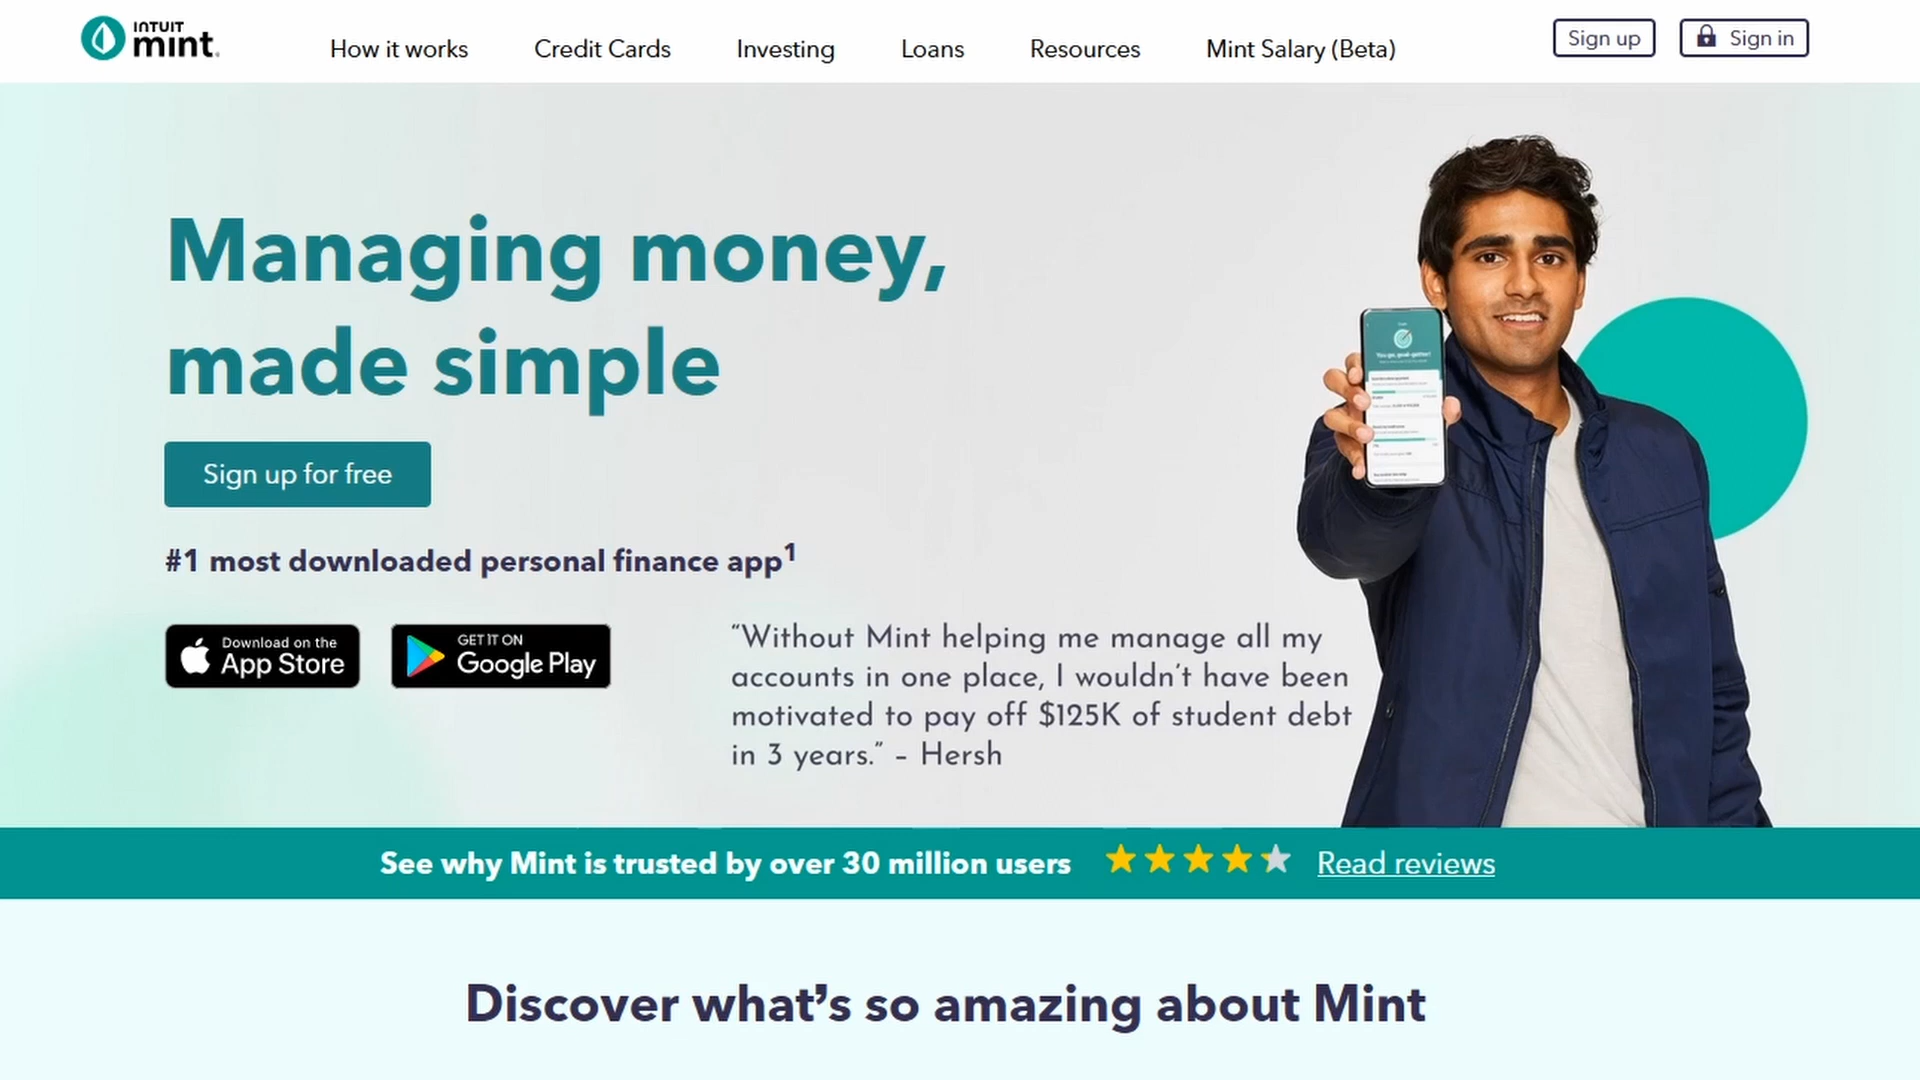 INTUIT
mint
How it works
Credit Cards
Investing
Loans
Resources
Mint Salary (Beta)
Sign up
Sign in
Managing money,
made simple
Sign up for free
#1 most downloaded personal finance app1
Download on the
App Store
GET IT ON
Google Play
“Without Mint helping me manage all my
accounts in one place, I wouldn’t have been
motivated to pay off $125K of student debt
in 3 years.” – Hersh
You go, goal-getter!
See why Mint is trusted by over 30 million users
Read reviews
Discover what’s so amazing about Mint